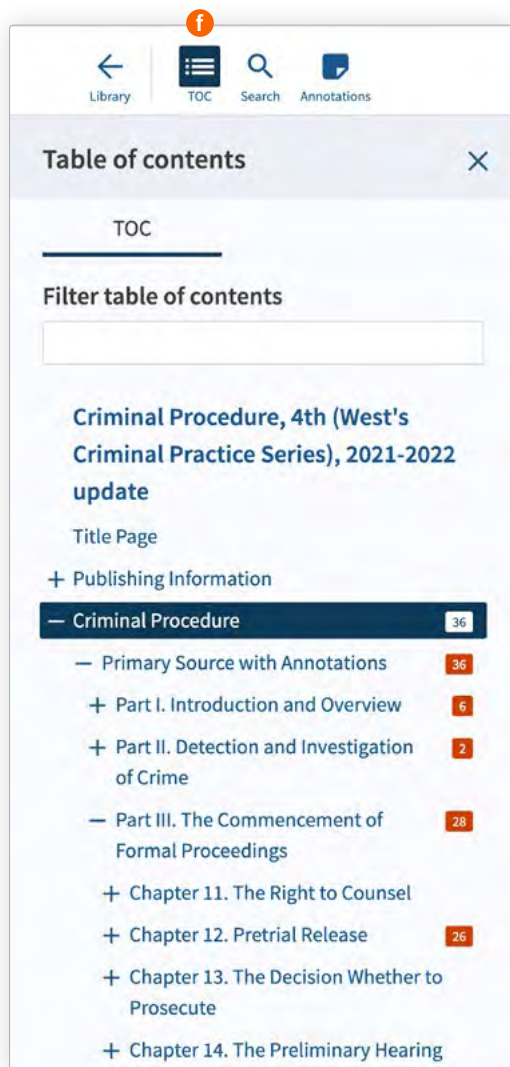 f
Library TOC Search Annotations
Table of contents
TOC
Filter table of contents
Criminal Procedure, 4th (West's
Criminal Practice Series), 2021-2022
update
Title Page
+ Publishing Information
− Criminal Procedure 36
− Primary Source with Annotations 36
+ Part I. Introduction and Overview 6
+ Part II. Detection and Investigation 2
of Crime
− Part III. The Commencement of 28
Formal Proceedings
+ Chapter 11. The Right to Counsel
+ Chapter 12. Pretrial Release 26
+ Chapter 13. The Decision Whether to
Prosecute
+ Chapter 14. The Preliminary Hearing